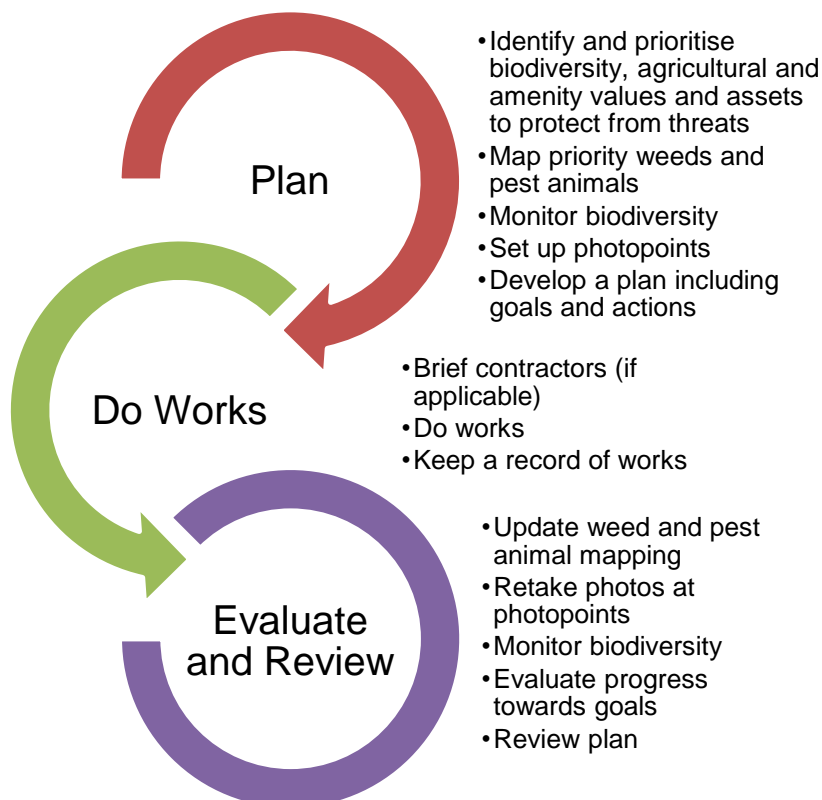 Plan
•Identify and prioritise
biodiversity, agricultural and
amenity values and assets
to protect from threats
•Map priority weeds and
pest animals
•Monitor biodiversity
•Set up photopoints
•Develop a plan including
goals and actions
Do Works
•Brief contractors (if
applicable)
•Do works
•Keep a record of works
Evaluate
and Review
•Update weed and pest
animal mapping
•Retake photos at
photopoints
•Monitor biodiversity
•Evaluate progress
towards goals
•Review plan